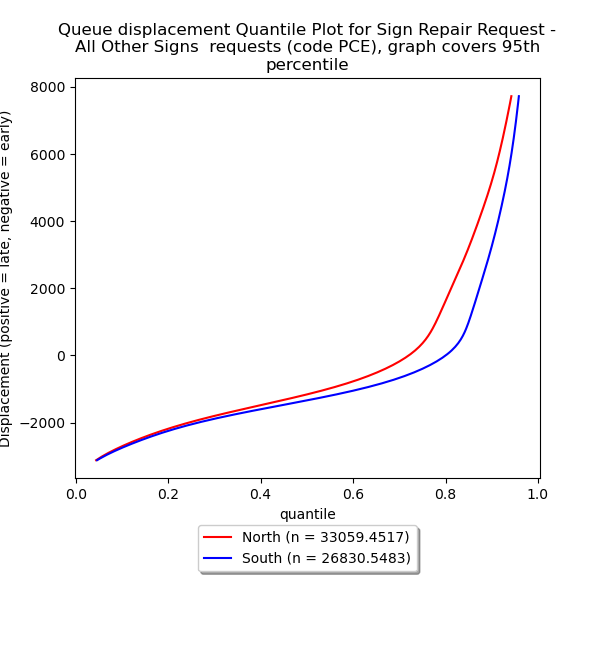 Queue displacement Quantile Plot for Sign Repair Request -
All Other Signs  requests (code PCE), graph covers 95th
percentile
Displacement (positive = late, negative = early)
8000
6000
4000
2000
0
−2000
0.0
0.2
0.4
0.6
0.8
1.0
quantile
North (n = 33059.4517)
South (n = 26830.5483)